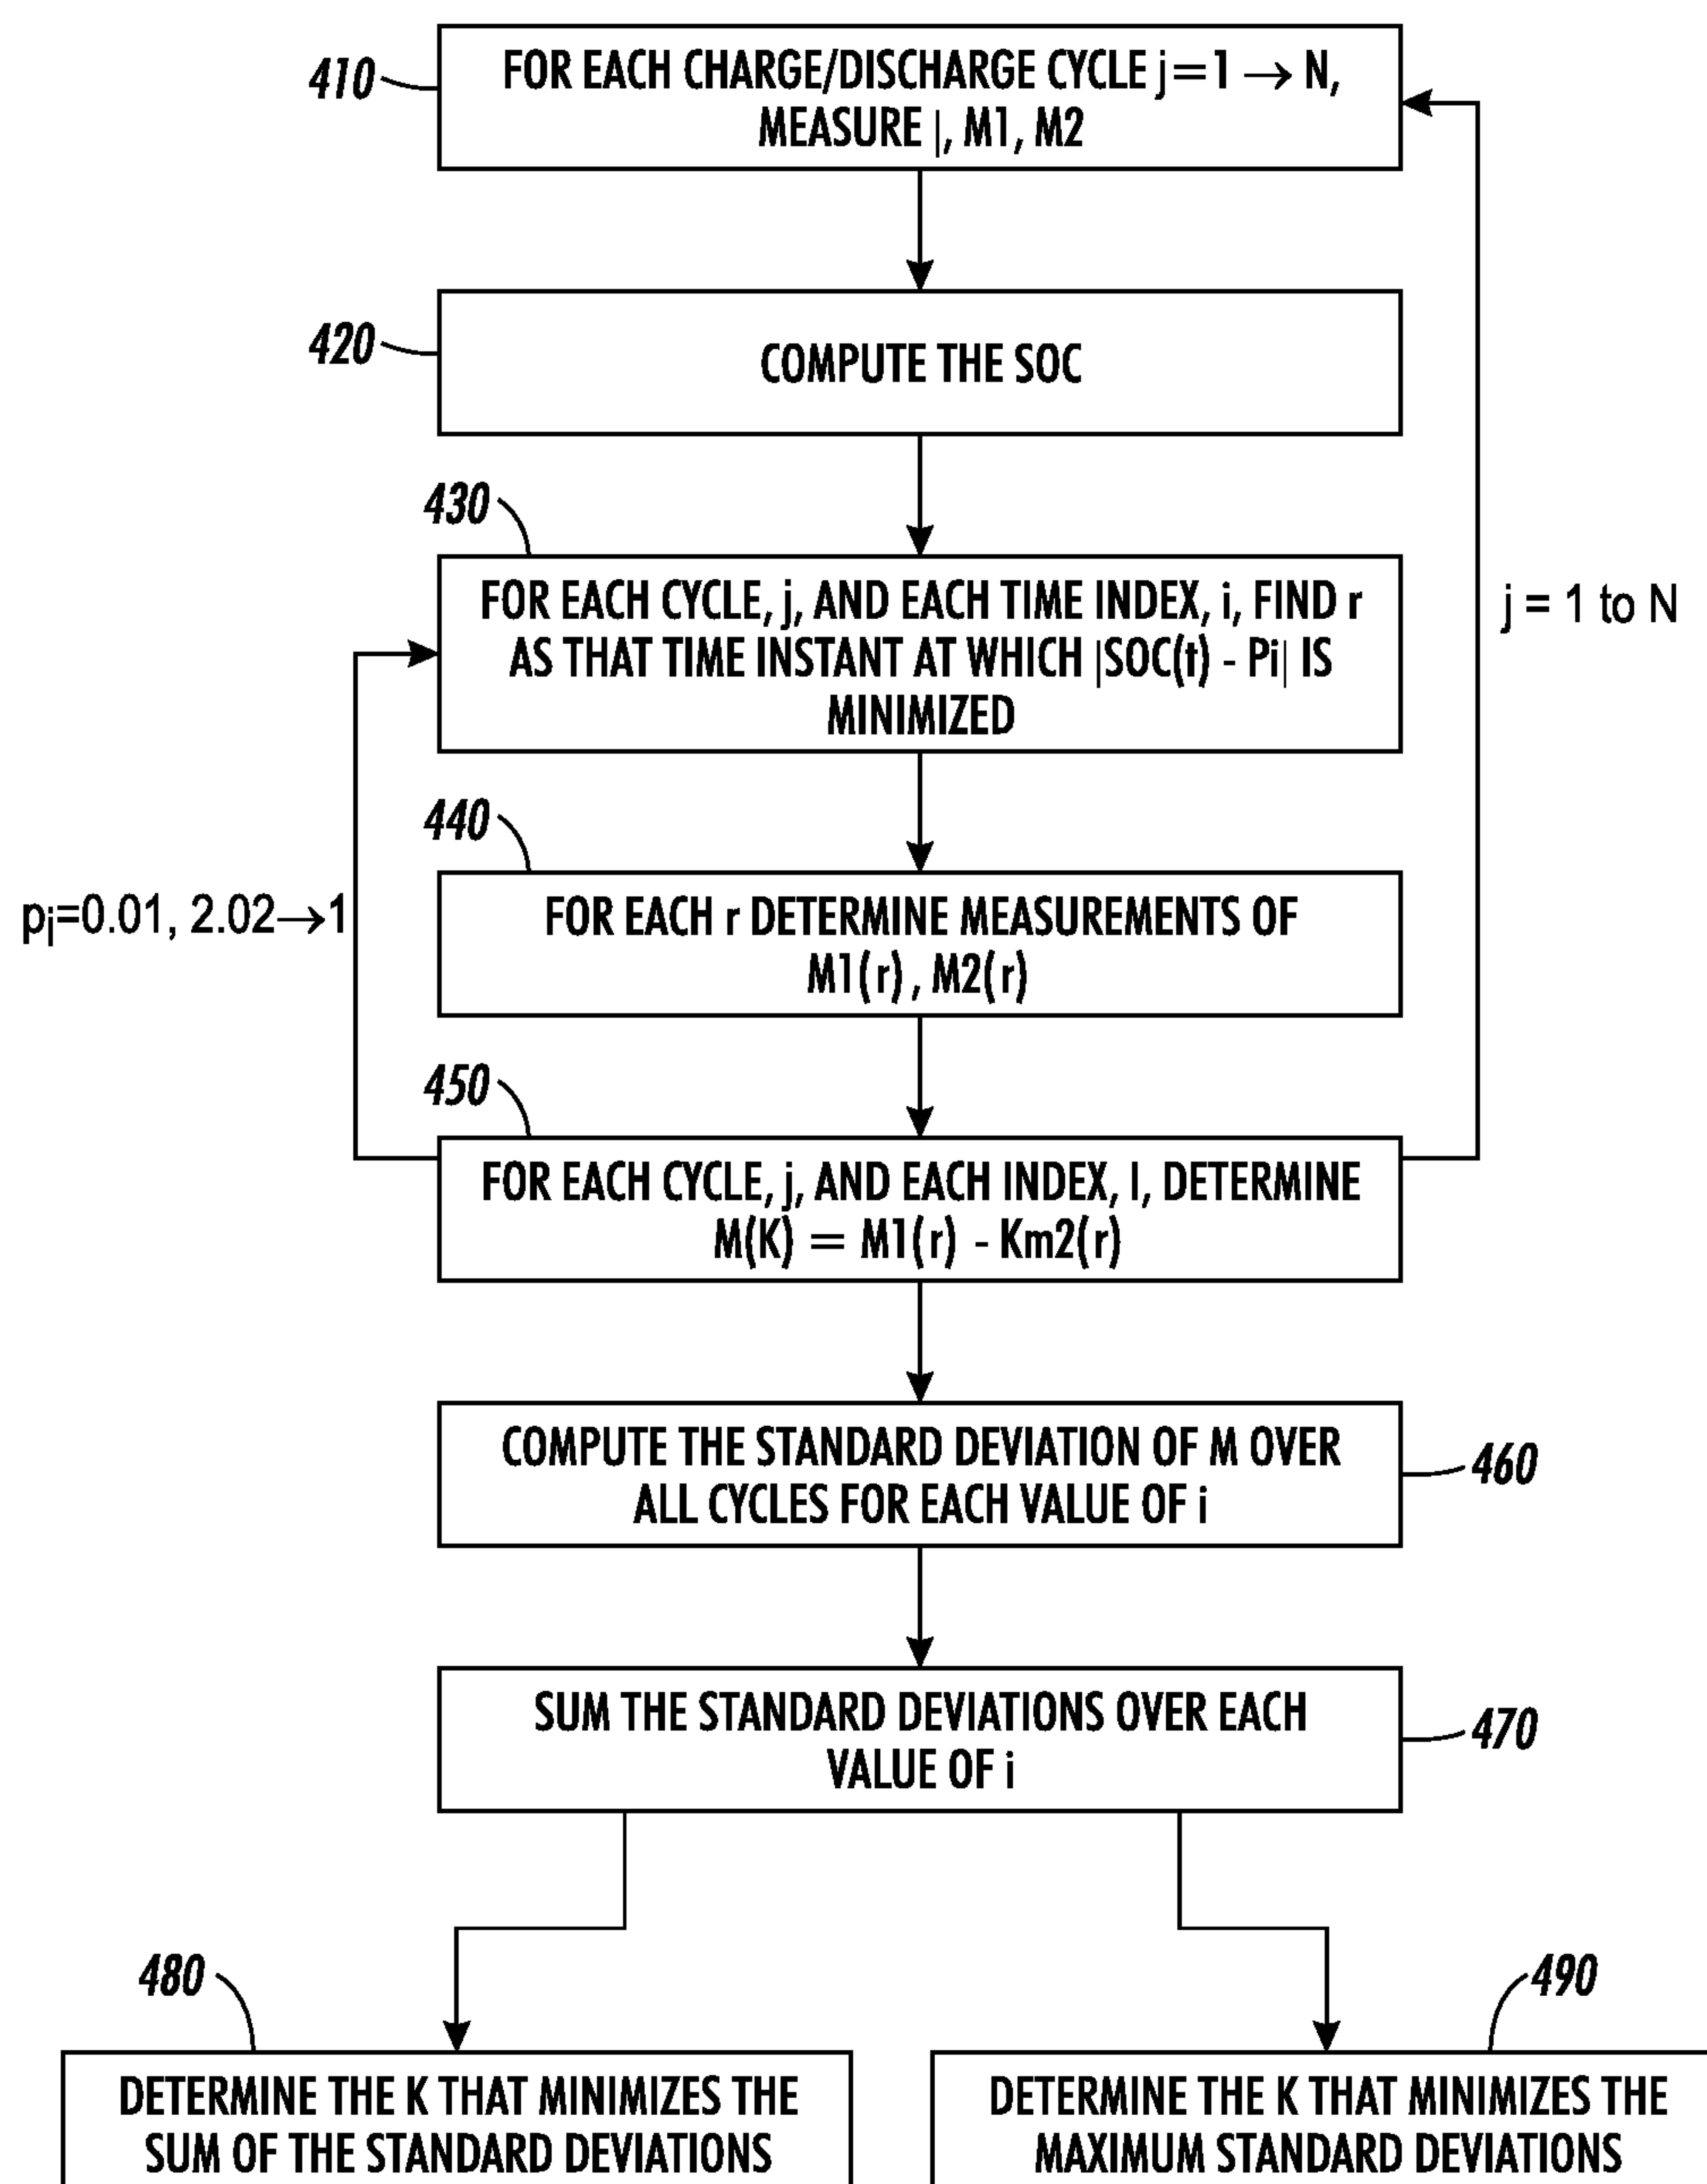 410
FOR EACH CHARGE/DISCHARGE CYCLE j=1 → N,
MEASURE |, M1, M2
420
COMPUTE THE SOC
430
FOR EACH CYCLE, j, AND EACH TIME INDEX, i, FIND r
AS THAT TIME INSTANT AT WHICH |SOC(t) - Pi| IS
MINIMIZED
j = 1 to N
440
FOR EACH r DETERMINE MEASUREMENTS OF
M1(r), M2(r)
pi=0.01, 2.02→1
450
FOR EACH CYCLE, j, AND EACH INDEX, I, DETERMINE
M(K) = M1(r) - Km2(r)
COMPUTE THE STANDARD DEVIATION OF M OVER
ALL CYCLES FOR EACH VALUE OF i
460
SUM THE STANDARD DEVIATIONS OVER EACH
VALUE OF i
470
480
DETERMINE THE K THAT MINIMIZES THE
SUM OF THE STANDARD DEVIATIONS
490
DETERMINE THE K THAT MINIMIZES THE
MAXIMUM STANDARD DEVIATIONS